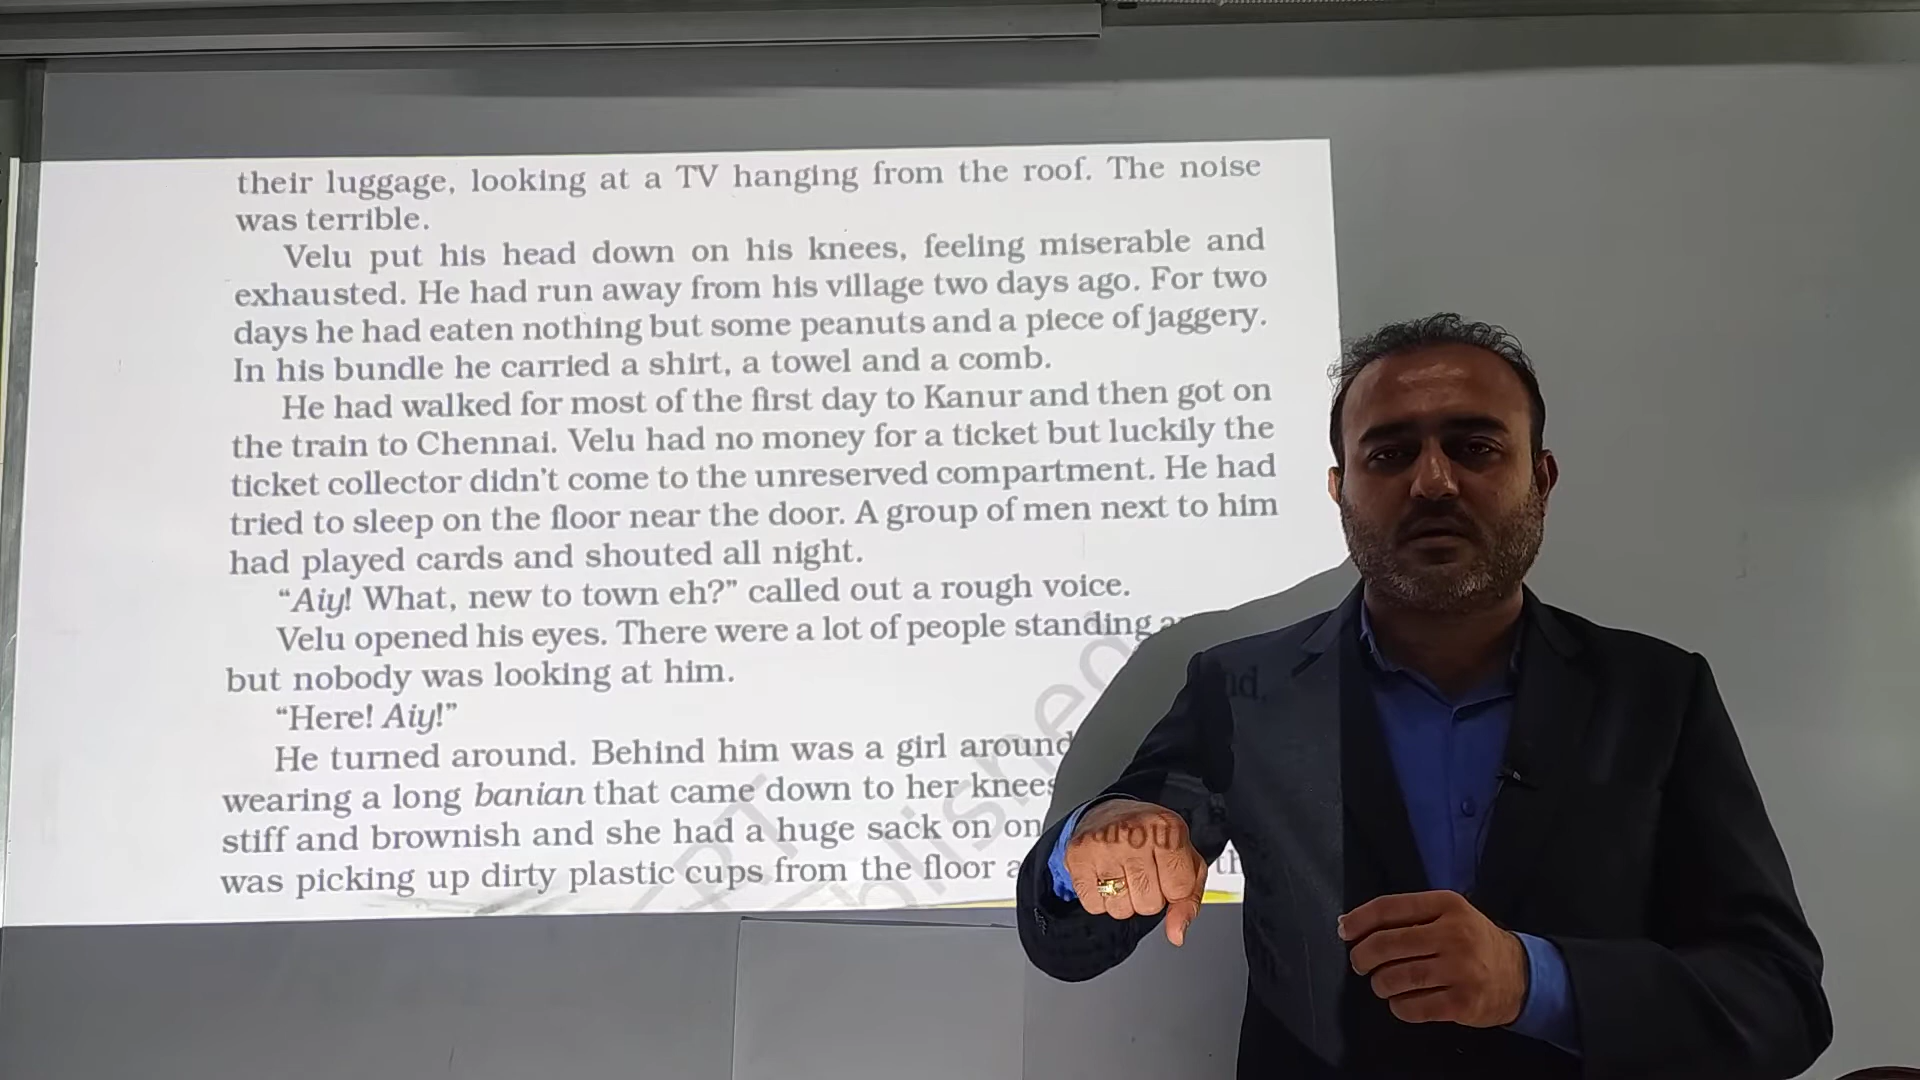 their luggage, looking at a TV hanging from the roof. The noise
was terrible.
Velu put his head down on his knees, feeling miserable and
exhausted. He had run away from his village two days ago. For two
days he had eaten nothing but some peanuts and a piece of jaggery.
In his bundle he carried a shirt, a towel and a comb.
He had walked for most of the first day to Kanur and then got on
the train to Chennai. Velu had no money for a ticket but luckily the
ticket collector didn't come to the unreserved compartment. He had
tried to sleep on the floor near the door. A group of men next to him
had played cards and shouted all night.
“Aiy! What, new to town eh?” called out a rough voice.
Velu opened his eyes. There were a lot of people standing
but nobody was looking at him.
“Here! Aiy!”
He turned around. Behind him was a girl around
wearing a long banian that came down to her knees
stiff and brownish and she had a huge sack on
was picking up dirty plastic cups from the floor